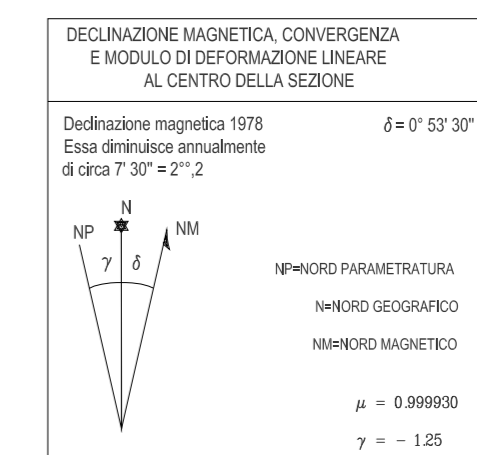 DECLINAZIONE MAGNETICA, CONVERGENZA
E MODULO DI DEFORMAZIONE LINEARE
AL CENTRO DELLA SEZIONE
Declinazione magnetica 1978 δ = 0° 53' 30"
Essa diminuisce annualmente
di circa 7' 30" = 2°°,2
N
NP NM
γ δ
NP=NORD PARAMETRATURA
N=NORD GEOGRAFICO
NM=NORD MAGNETICO
μ = 0.999930
γ = − 1.25